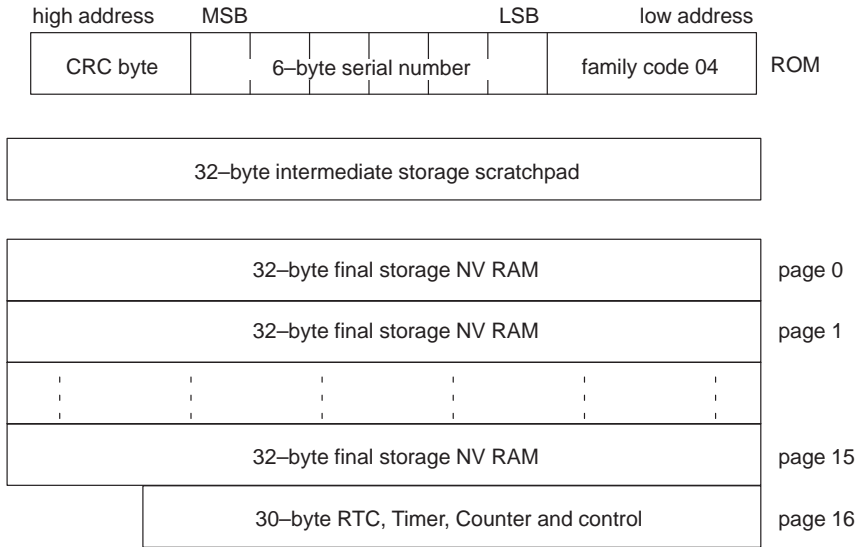 high address MSB LSB low address
CRC byte 6–byte serial number family code 04 ROM
32–byte intermediate storage scratchpad
32–byte final storage NV RAM page 0
32–byte final storage NV RAM page 1
32–byte final storage NV RAM page 15
30–byte RTC, Timer, Counter and control page 16